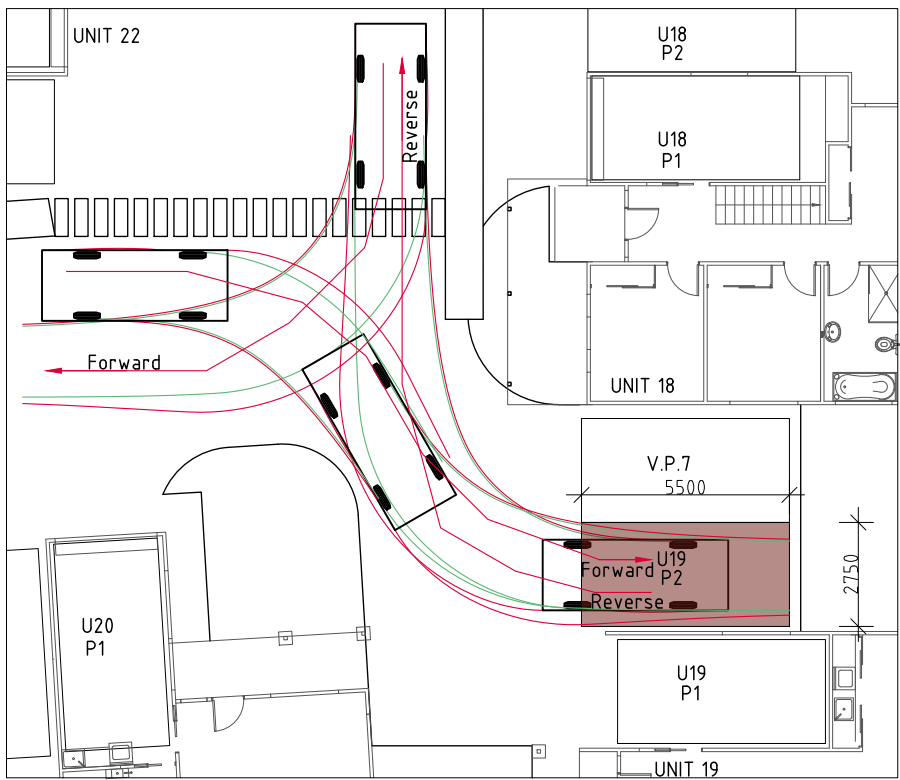 UNIT 22
U18
P2
U18
P1
Reverse
Forward
UNIT 18
V.P.7
5500
Forward
U19
P2
Reverse
2750
U20
P1
U19
P1
UNIT 19